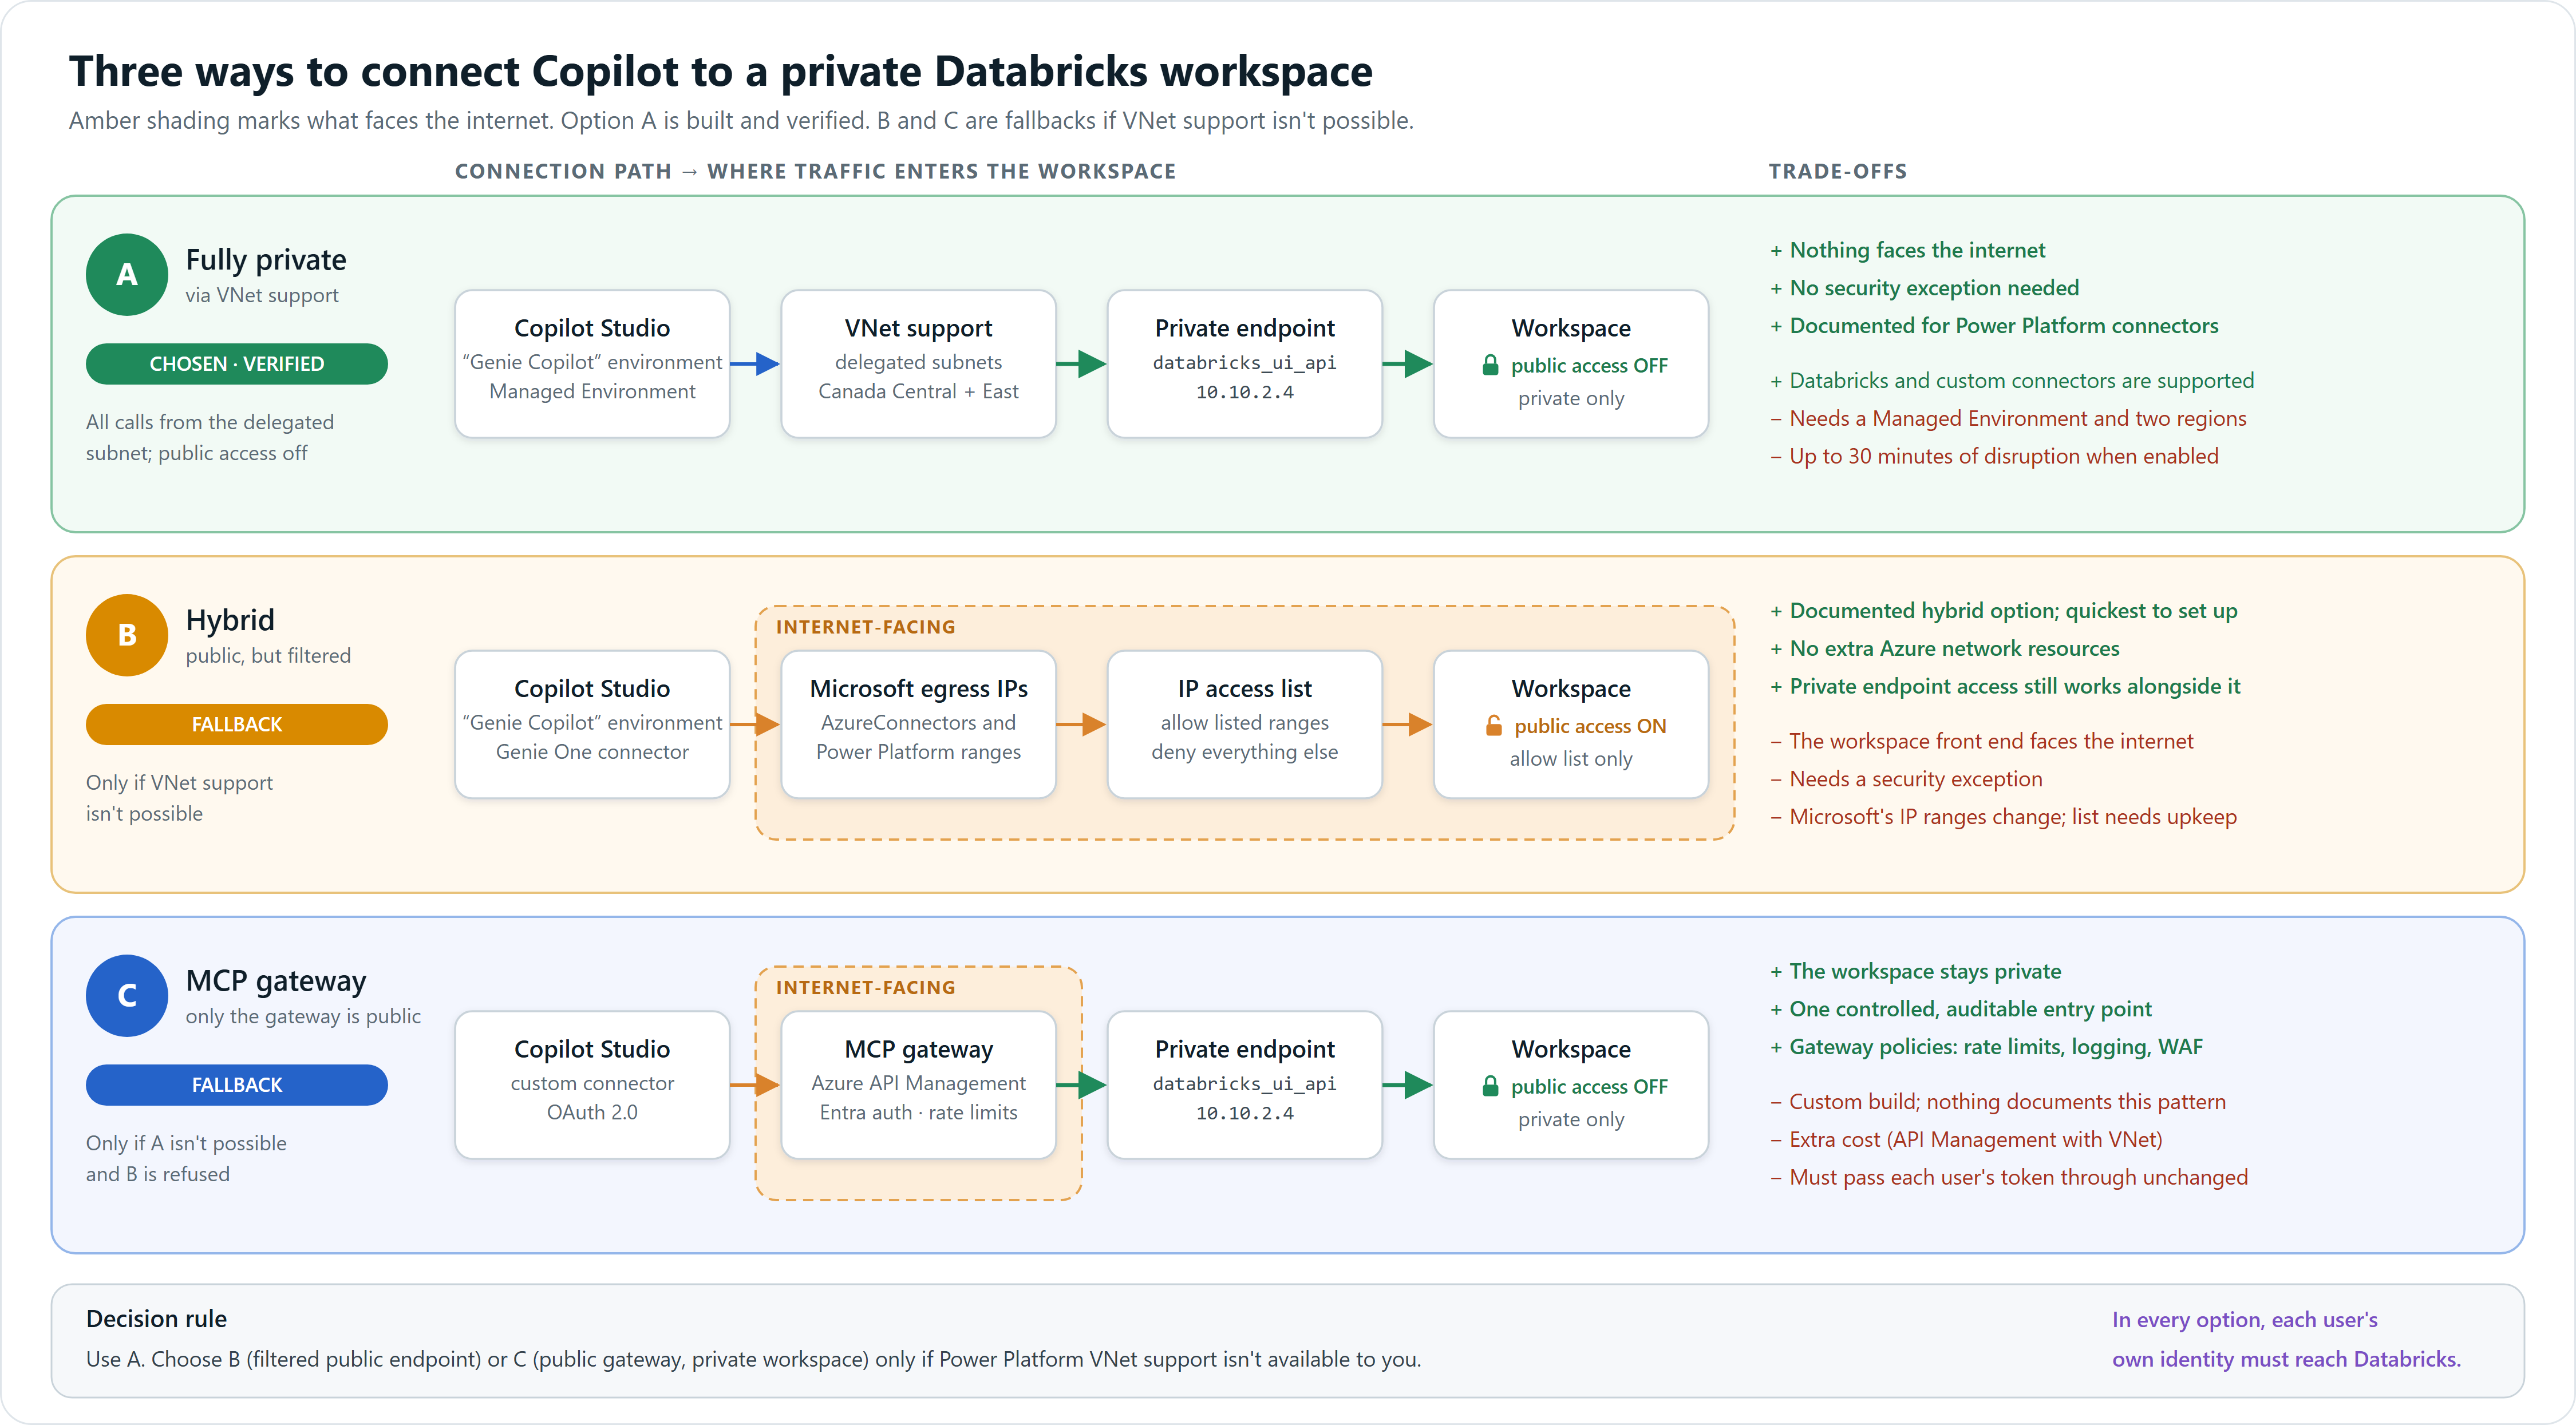 Three ways to connect Copilot to a private Databricks workspace
Amber shading marks what faces the internet. Option A is built and verified. B and C are fallbacks if VNet support isn't possible.
CONNECTION PATH → WHERE TRAFFIC ENTERS THE WORKSPACE
TRADE-OFFS
A
Fully private
via VNet support
CHOSEN · VERIFIED
All calls from the delegated
subnet; public access off
Copilot Studio
“Genie Copilot” environment
Managed Environment
VNet support
delegated subnets
Canada Central + East
Private endpoint
databricks_ui_api
10.10.2.4
Workspace
public access OFF
private only
+ Nothing faces the internet
+ No security exception needed
+ Documented for Power Platform connectors
+ Databricks and custom connectors are supported
– Needs a Managed Environment and two regions
– Up to 30 minutes of disruption when enabled
B
Hybrid
public, but filtered
FALLBACK
Only if VNet support
isn't possible
Copilot Studio
“Genie Copilot” environment
Genie One connector
INTERNET-FACING
Microsoft egress IPs
AzureConnectors and
Power Platform ranges
IP access list
allow listed ranges
deny everything else
Workspace
public access ON
allow list only
+ Documented hybrid option; quickest to set up
+ No extra Azure network resources
+ Private endpoint access still works alongside it
– The workspace front end faces the internet
– Needs a security exception
– Microsoft's IP ranges change; list needs upkeep
C
MCP gateway
only the gateway is public
FALLBACK
Only if A isn't possible
and B is refused
Copilot Studio
custom connector
OAuth 2.0
INTERNET-FACING
MCP gateway
Azure API Management
Entra auth · rate limits
Private endpoint
databricks_ui_api
10.10.2.4
Workspace
public access OFF
private only
+ The workspace stays private
+ One controlled, auditable entry point
+ Gateway policies: rate limits, logging, WAF
– Custom build; nothing documents this pattern
– Extra cost (API Management with VNet)
– Must pass each user's token through unchanged
Decision rule
Use A. Choose B (filtered public endpoint) or C (public gateway, private workspace) only if Power Platform VNet support isn't available to you.
In every option, each user's
own identity must reach Databricks.